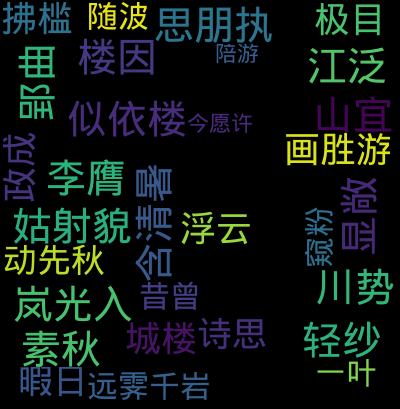 拂槛
随波
思朋执
极目
郢曲
楼因
陪游
江泛
似依楼
今愿许
山宜
画胜游
政成
李膺
含清暑
显敞
姑射貌
浮云
窥粉
动先秋
川势
岚光入
昔曾
城楼
诗思
轻纱
素秋
一叶
暇日
远霁千岩